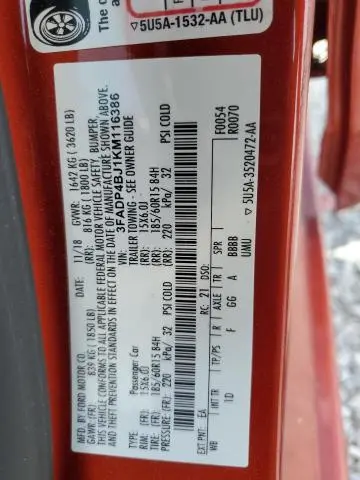 The c
5U5A-1532-AA (TLU)
MFD. BY FORD MOTOR CO.
11/18 GVWR: 1642 KG ( 3620 LB)
GAWR: (FR): 839 KG ( 1850 LB) (RR): 816 KG ( 1800 LB)
THIS VEHICLE CONFORMS TO ALL APPLICABLE FEDERAL MOTOR VEHICLE SAFETY, BUMPER,
AND THEFT PREVENTION STANDARDS IN EFFECT ON THE DATE OF MANUFACTURE SHOWN ABOVE.
VIN: 3FADP4BJ1KM116386
TYPE: Passenger Car TRAILER TOWING - SEE OWNER GUIDE
RIM: (FR): 15X6.0J (RR): 15X6.0J
TIRE: (FR): 185/60R15 84H (RR): 185/60R15 84H
PRESSURE: (FR): 220 kPa/ 32 PSI COLD (RR): 220 kPa/ 32 PSI COLD
EXT PNT: EA RC: 21 DSO: F0054
R0070
WB INT TR TP/PS R AXLE TR SPR
1D F GG A BBBB
UMU 5U5A-3520472-AA